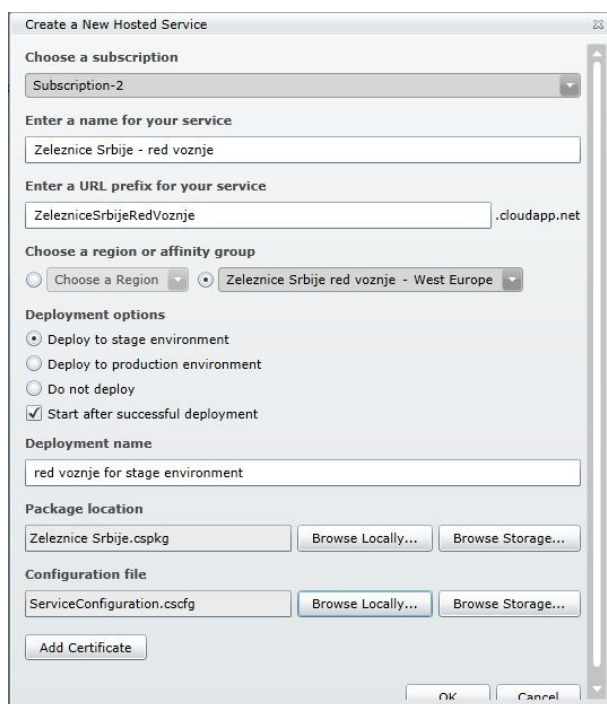 Create a New Hosted Service
Choose a subscription
Subscription-2
Enter a name for your service
Zeleznice Srbije - red voznje
Enter a URL prefix for your service
ZelezniceSrbijeRedVoznje .cloudapp.net
Choose a region or affinity group
Choose a Region Zeleznice Srbije red voznje - West Europe
Deployment options
Deploy to stage environment
Deploy to production environment
Do not deploy
Start after successful deployment
Deployment name
red voznje for stage environment
Package location
Zeleznice Srbije.cspkg Browse Locally... Browse Storage...
Configuration file
ServiceConfiguration.cscfg Browse Locally... Browse Storage...
Add Certificate
OK Cancel